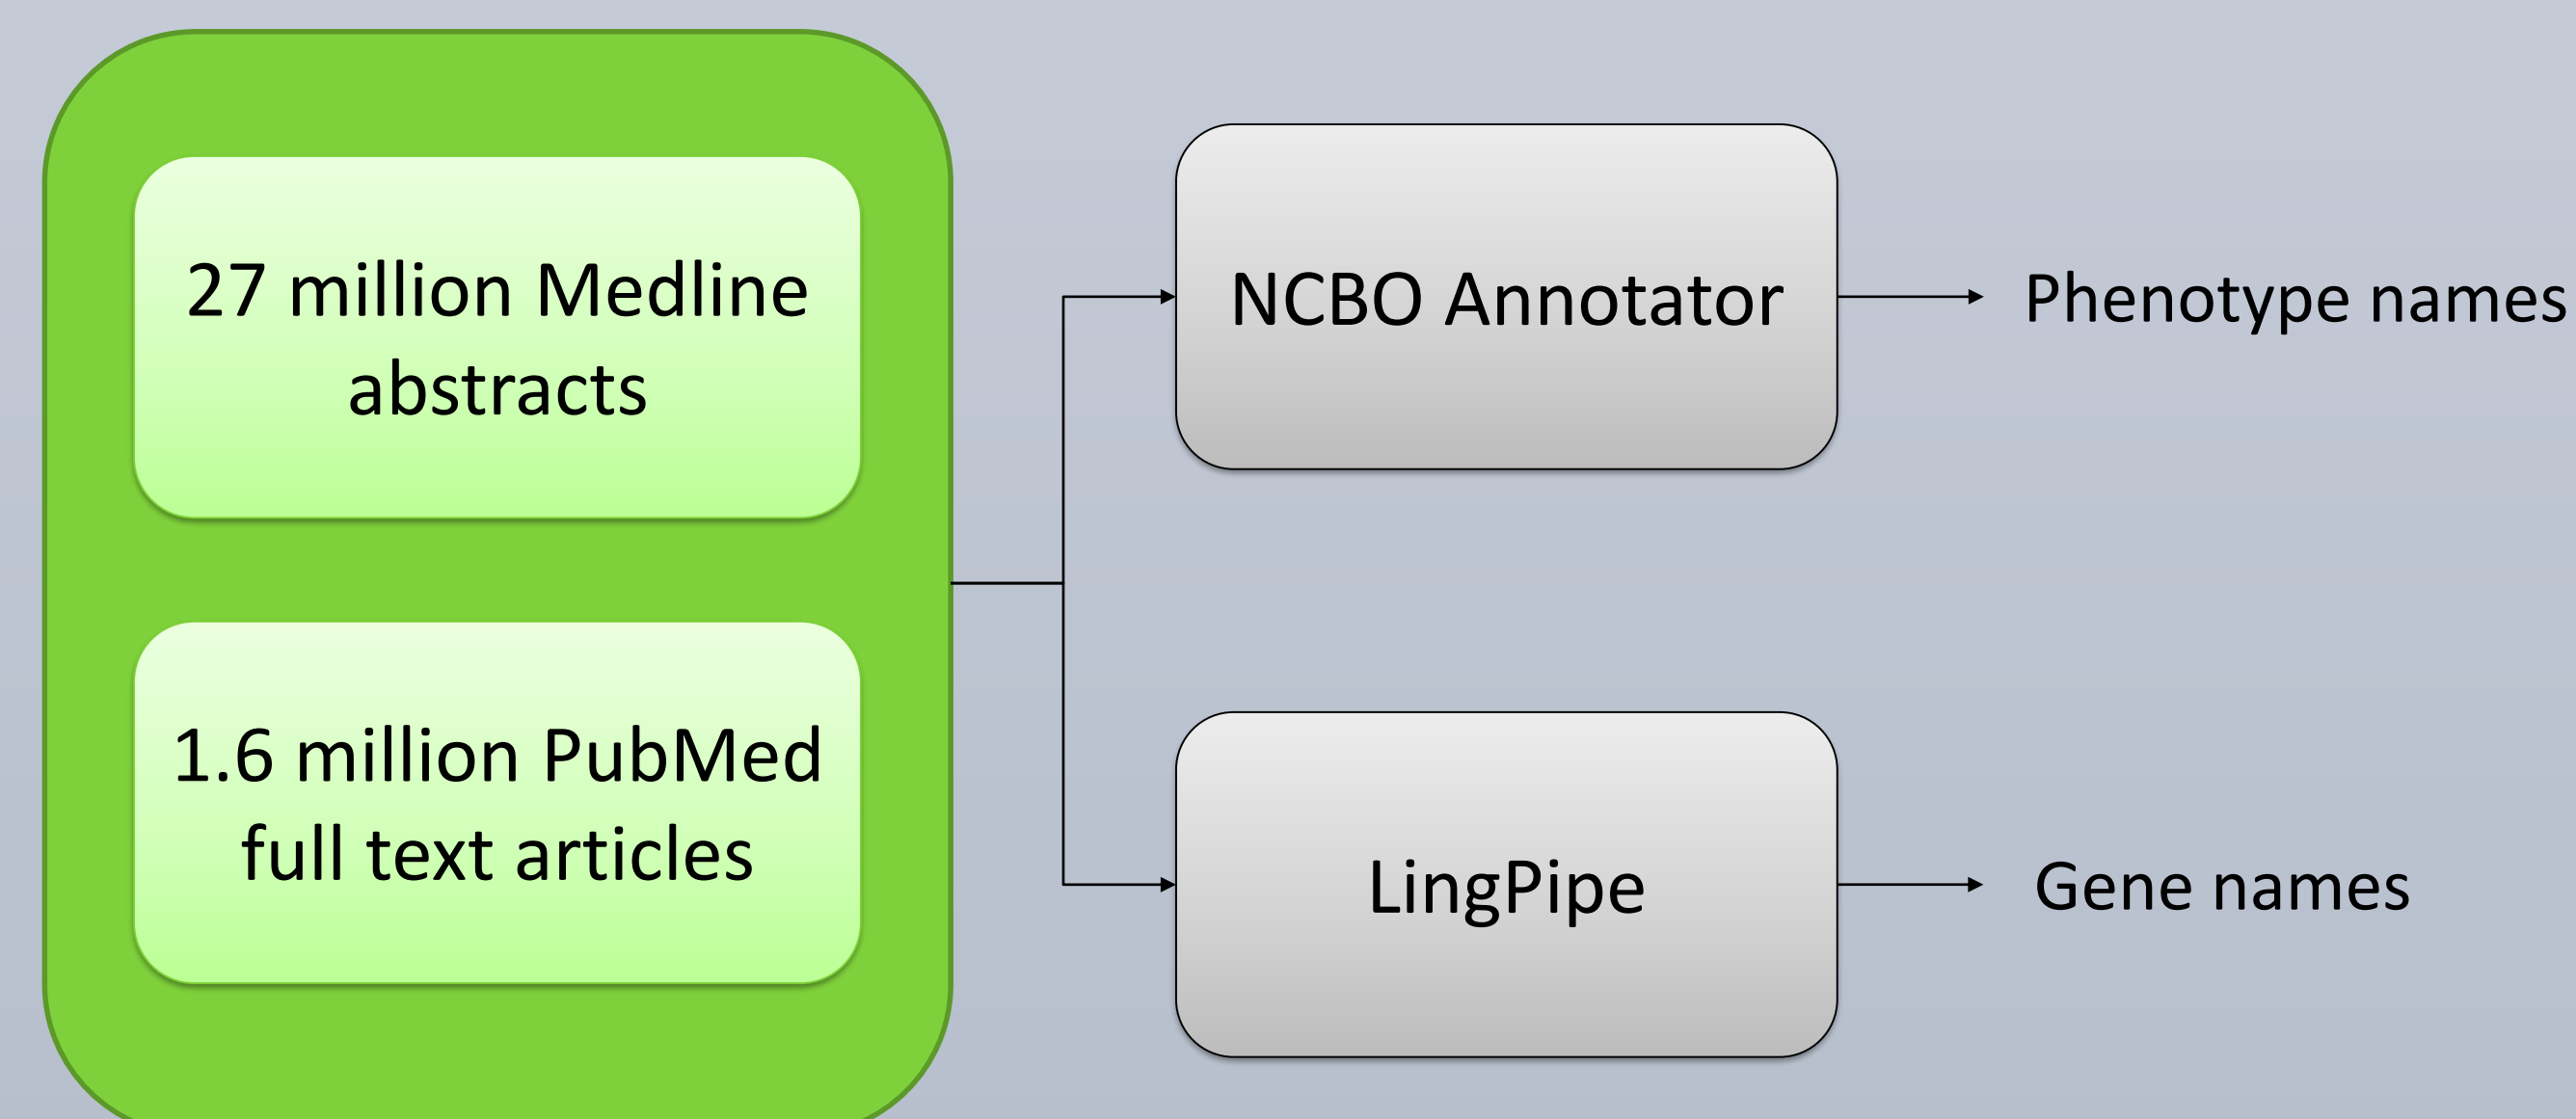 27 million Medline
abstracts
1.6 million PubMed
full text articles
NCBO Annotator
Phenotype names
LingPipe
Gene names